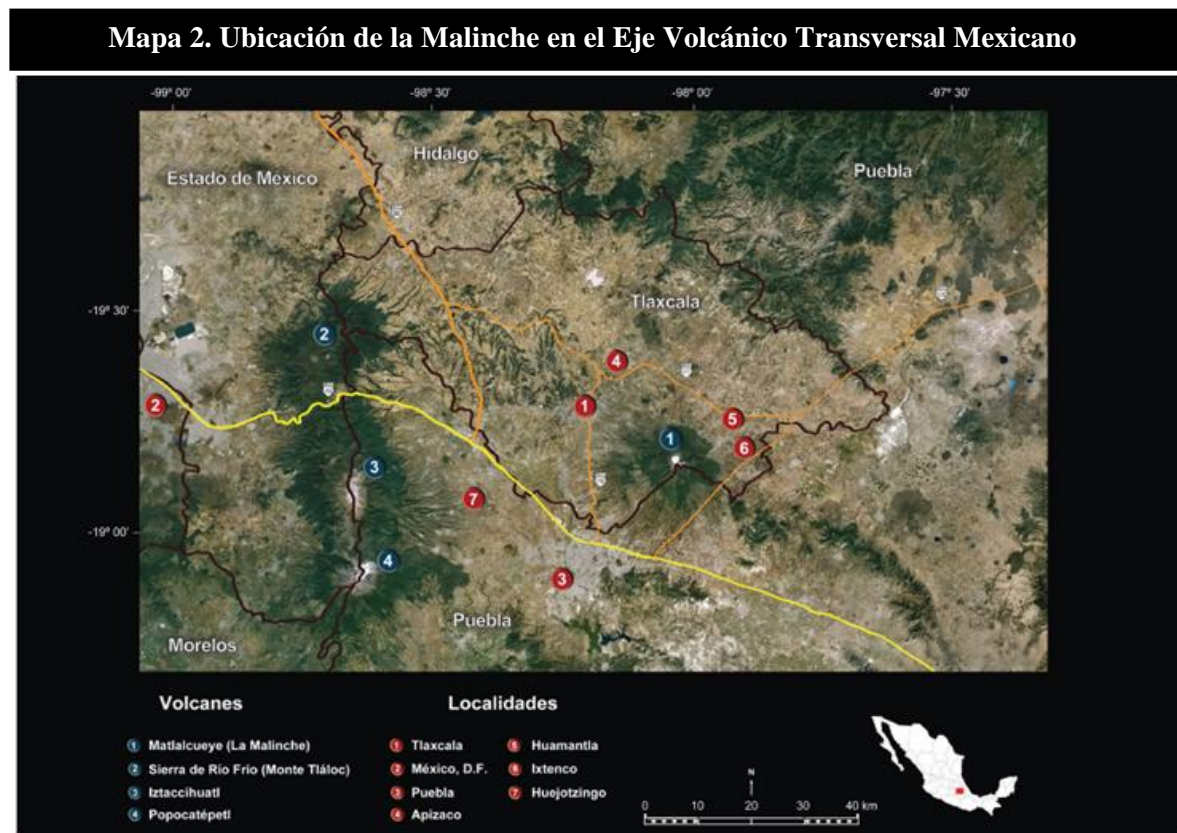 Mapa 2. Ubicación de la Malinche en el Eje Volcánico Transversal Mexicano
-99° 00'
-98° 30'
-98° 00'
-97° 30'
Hidalgo
Estado de México
Puebla
-19° 30'
Tlaxcala
2
4
2
1
5
1
6
3
7
-19° 00'
4
3
Puebla
Morelos
Volcanes
1 Matlalcueye (La Malinche)
2 Sierra de Río Frío (Monte Tláloc)
3 Iztaccihuatl
4 Popocatépetl
Localidades
1 Tlaxcala
2 México, D.F.
3 Puebla
4 Apizaco
5 Huamantla
6 Ixtenco
7 Huejotzingo
N
0 10 20 30 40 km